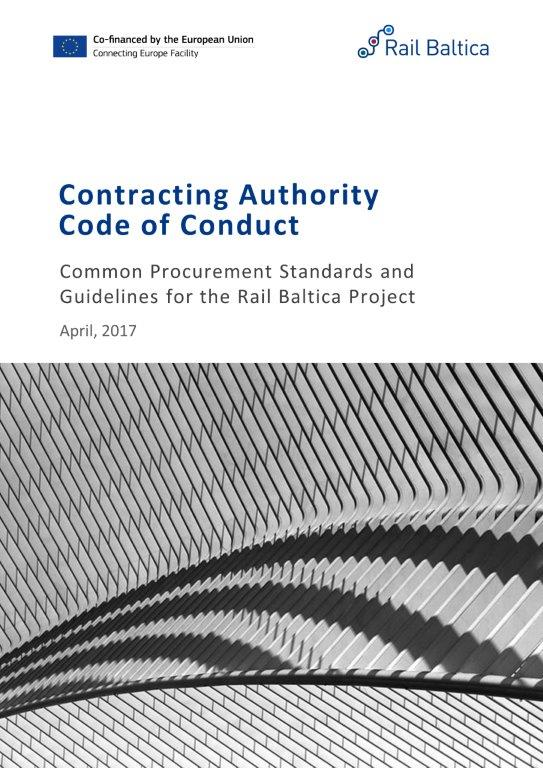 Co-financed by the European Union
Connecting Europe Facility
Rail Baltica
Contracting Authority
Code of Conduct
Common Procurement Standards and
Guidelines for the Rail Baltica Project
April, 2017